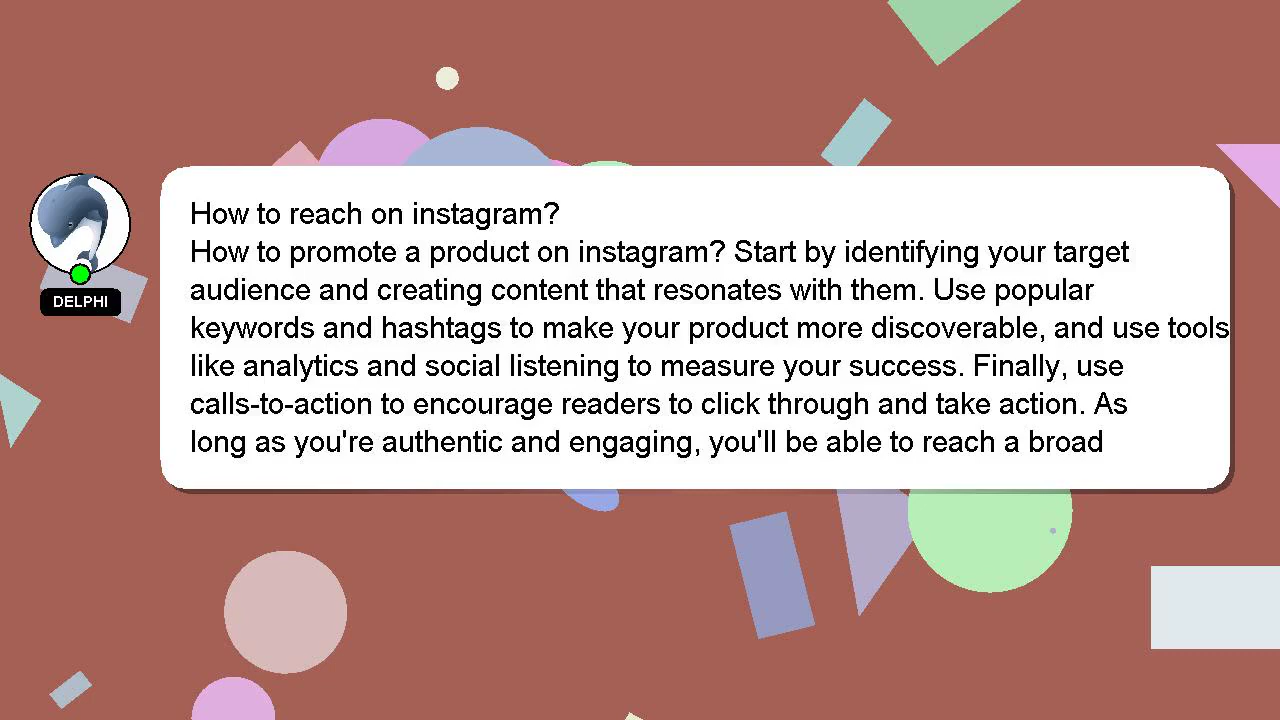 How to reach on instagram?
How to promote a product on instagram? Start by identifying your target
audience and creating content that resonates with them. Use popular
keywords and hashtags to make your product more discoverable, and use tools
like analytics and social listening to measure your success. Finally, use
calls-to-action to encourage readers to click through and take action. As
long as you're authentic and engaging, you'll be able to reach a broad
DELPHI